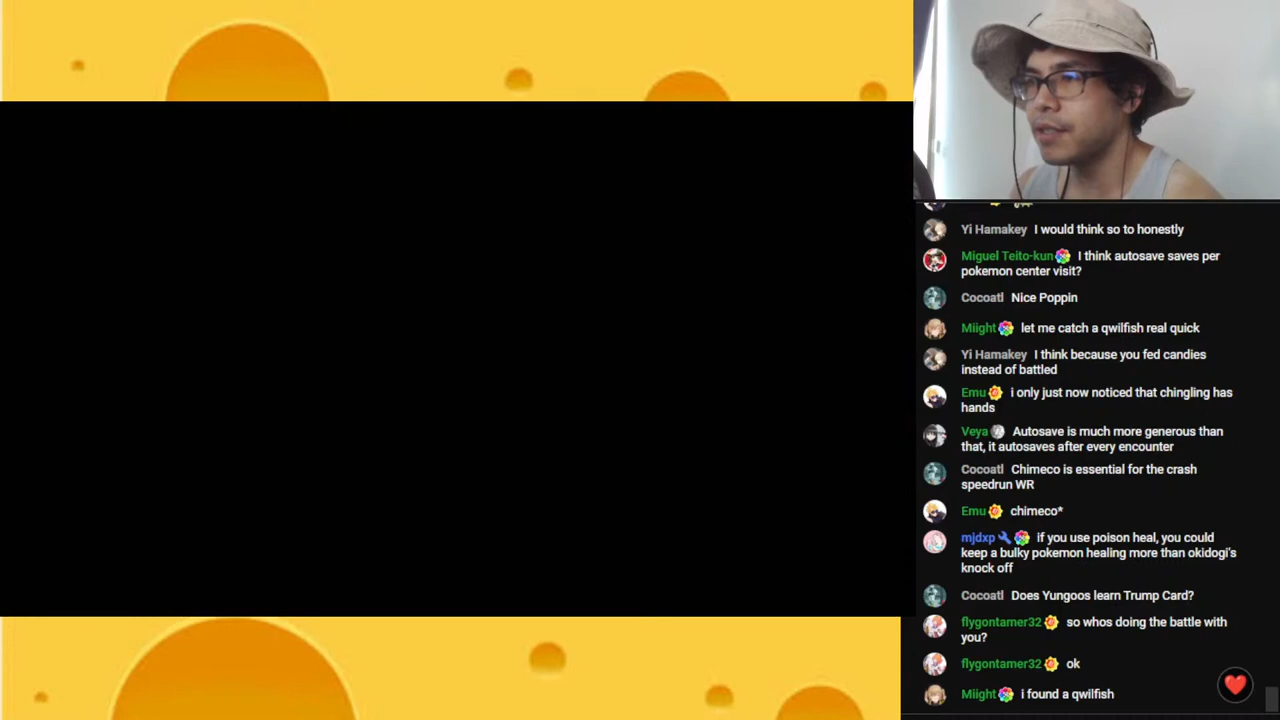 Yi Hamakey I would think so to honestly
Miguel Teito-kun I think autosave saves per
pokemon center visit?
Cocoatl Nice Poppin
Miight let me catch a qwilfish real quick
Yi Hamakey I think because you fed candies
instead of battled
Emu i only just now noticed that chingling has
hands
Veya Autosave is much more generous than
that, it autosaves after every encounter
Cocoatl Chimeco is essential for the crash
speedrun WR
Emu chimeco*
mjdxp if you use poison heal, you could
keep a bulky pokemon healing more than okidogi's
knock off
Cocoatl Does Yungoos learn Trump Card?
flygontamer32 so whos doing the battle with
you?
flygontamer32 ok
Miight i found a qwilfish